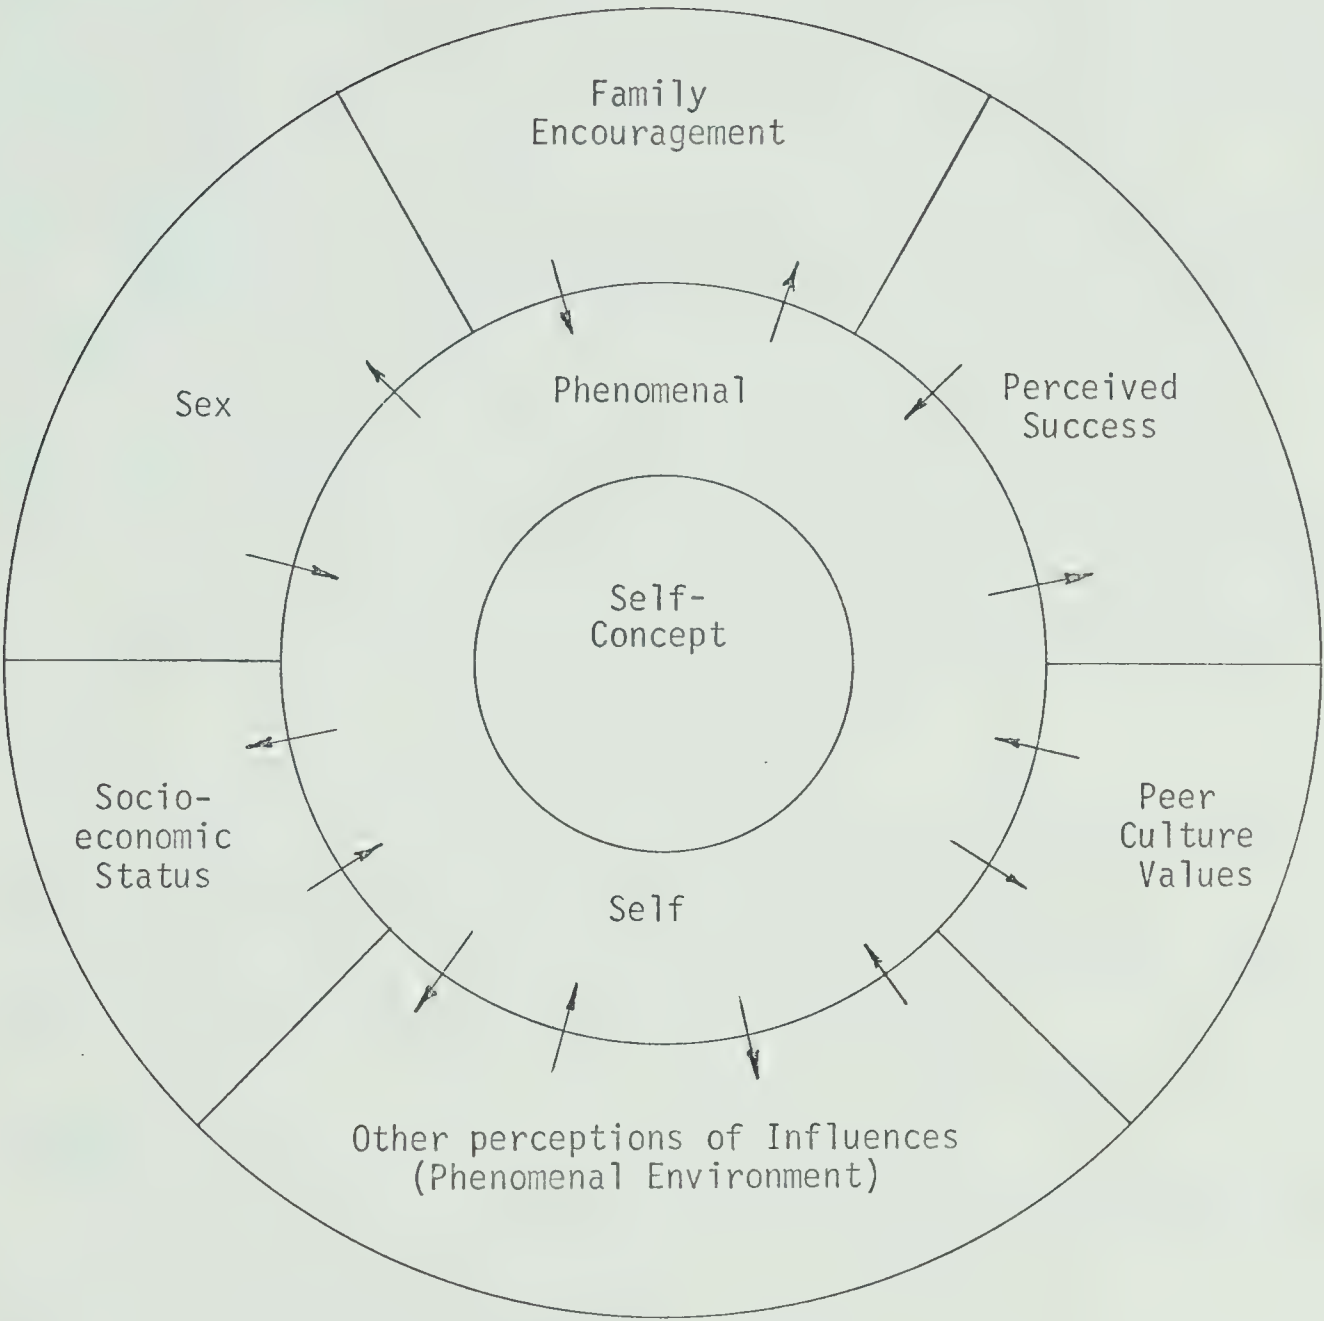 Family
Encouragement
Phenomenal
Sex
Perceived
Success
Self-
Concept
Socio-
economic
Status
Peer
Culture
Values
Self
Other perceptions of Influences
(Phenomenal Environment)